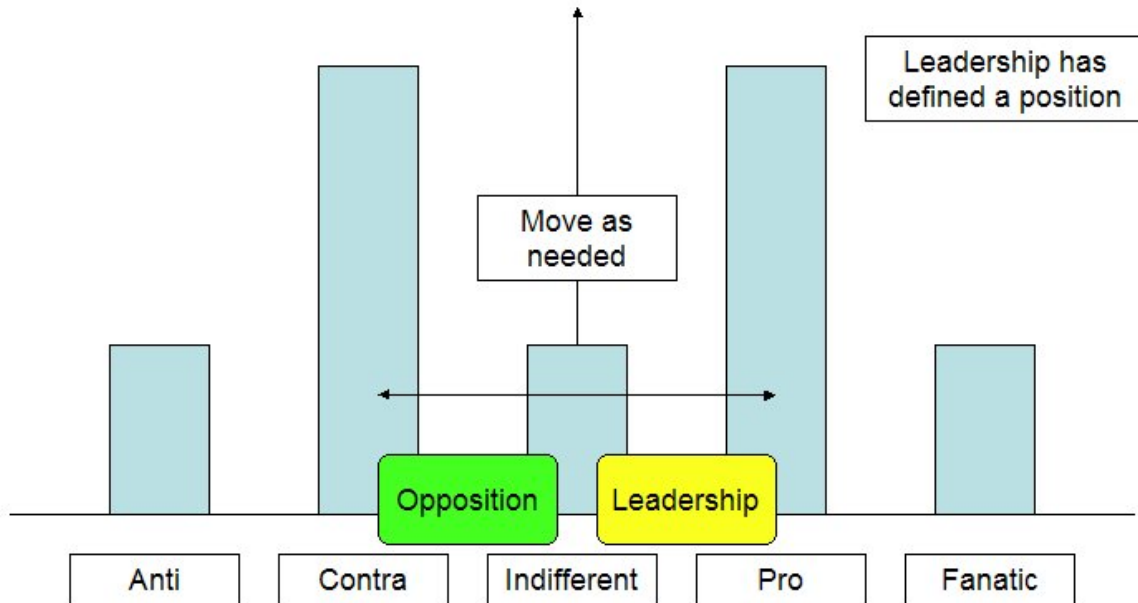 Leadership has
defined a position
Move as
needed
Opposition
Leadership
Anti
Contra
Indifferent
Pro
Fanatic